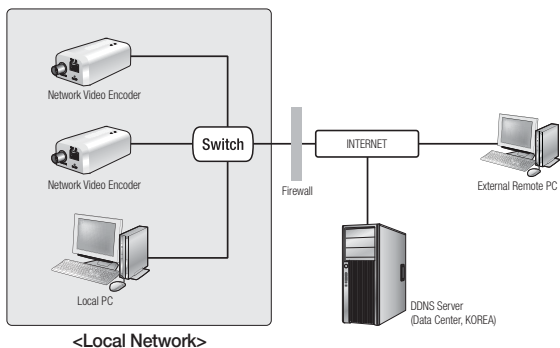 Network Video Encoder
Network Video Encoder
Switch
INTERNET
Firewall
External Remote PC
Local PC
DDNS Server
(Data Center, KOREA)
<Local Network>